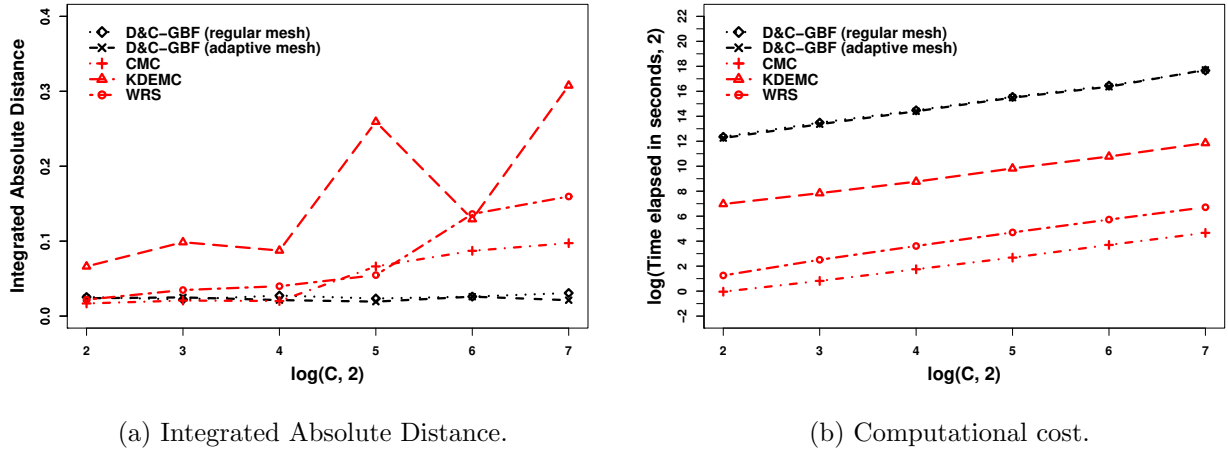 Integrated Absolute Distance
0.4
0.3
0.2
0.1
0.0
D&C−GBF (regular mesh)
D&C−GBF (adaptive mesh)
CMC
KDEMC
WRS
2 3 4 5 6 7
log(C, 2)
(a) Integrated Absolute Distance.
log(Time elapsed in seconds, 2)
22
20
18
16
14
12
10
8
6
4
2
0
−2
D&C−GBF (regular mesh)
D&C−GBF (adaptive mesh)
CMC
KDEMC
WRS
2 3 4 5 6 7
log(C, 2)
(b) Computational cost.